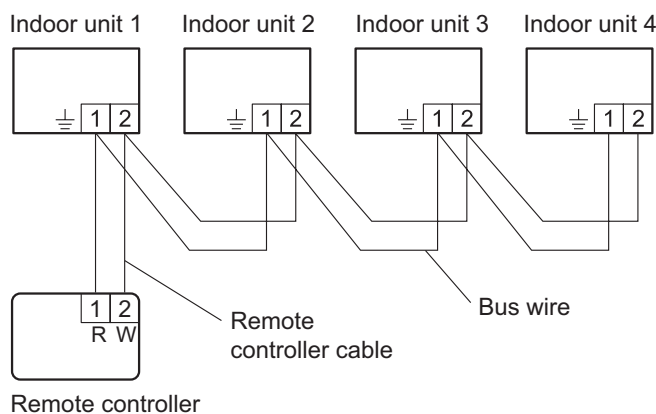 Indoor unit 1 Indoor unit 2 Indoor unit 3 Indoor unit 4
1 2 1 2 1 2 1 2
1 2
R W
Remote
controller cable
Bus wire
Remote controller